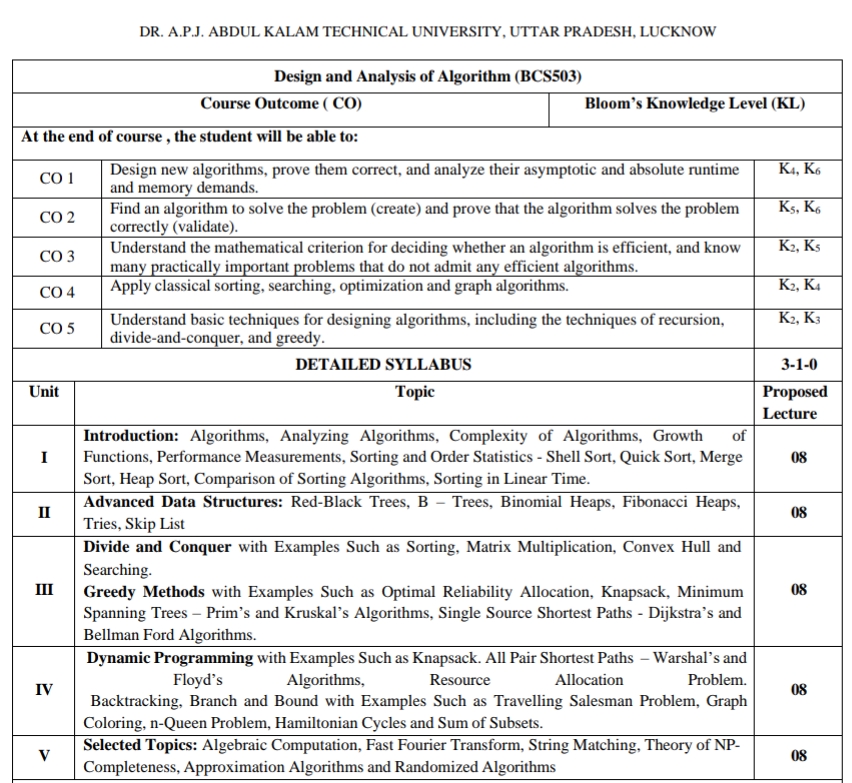 DR. A.P.J. ABDUL KALAM TECHNICAL UNIVERSITY, UTTAR PRADESH, LUCKNOW
Design and Analysis of Algorithm (BCS503)
Course Outcome ( CO) Bloom's Knowledge Level (KL)
At the end of course , the student will be able to:
CO 1 Design new algorithms, prove them correct, and analyze their asymptotic and absolute runtime K4, K6
and memory demands.
CO 2 Find an algorithm to solve the problem (create) and prove that the algorithm solves the problem K5, K6
correctly (validate).
CO 3 Understand the mathematical criterion for deciding whether an algorithm is efficient, and know K2, K5
many practically important problems that do not admit any efficient algorithms.
CO 4 Apply classical sorting, searching, optimization and graph algorithms. K2, K4
CO 5 Understand basic techniques for designing algorithms, including the techniques of recursion, K2, K3
divide-and-conquer, and greedy.
DETAILED SYLLABUS 3-1-0
Unit Topic Proposed
Lecture
I Introduction: Algorithms, Analyzing Algorithms, Complexity of Algorithms, Growth of
Functions, Performance Measurements, Sorting and Order Statistics - Shell Sort, Quick Sort, Merge 08
Sort, Heap Sort, Comparison of Sorting Algorithms, Sorting in Linear Time.
II Advanced Data Structures: Red-Black Trees, B – Trees, Binomial Heaps, Fibonacci Heaps, 08
Tries, Skip List
Divide and Conquer with Examples Such as Sorting, Matrix Multiplication, Convex Hull and
Searching.
III Greedy Methods with Examples Such as Optimal Reliability Allocation, Knapsack, Minimum 08
Spanning Trees – Prim's and Kruskal's Algorithms, Single Source Shortest Paths - Dijkstra's and
Bellman Ford Algorithms.
Dynamic Programming with Examples Such as Knapsack. All Pair Shortest Paths – Warshal's and
IV Floyd's Algorithms, Resource Allocation Problem. 08
Backtracking, Branch and Bound with Examples Such as Travelling Salesman Problem, Graph
Coloring, n-Queen Problem, Hamiltonian Cycles and Sum of Subsets.
V Selected Topics: Algebraic Computation, Fast Fourier Transform, String Matching, Theory of NP- 08
Completeness, Approximation Algorithms and Randomized Algorithms